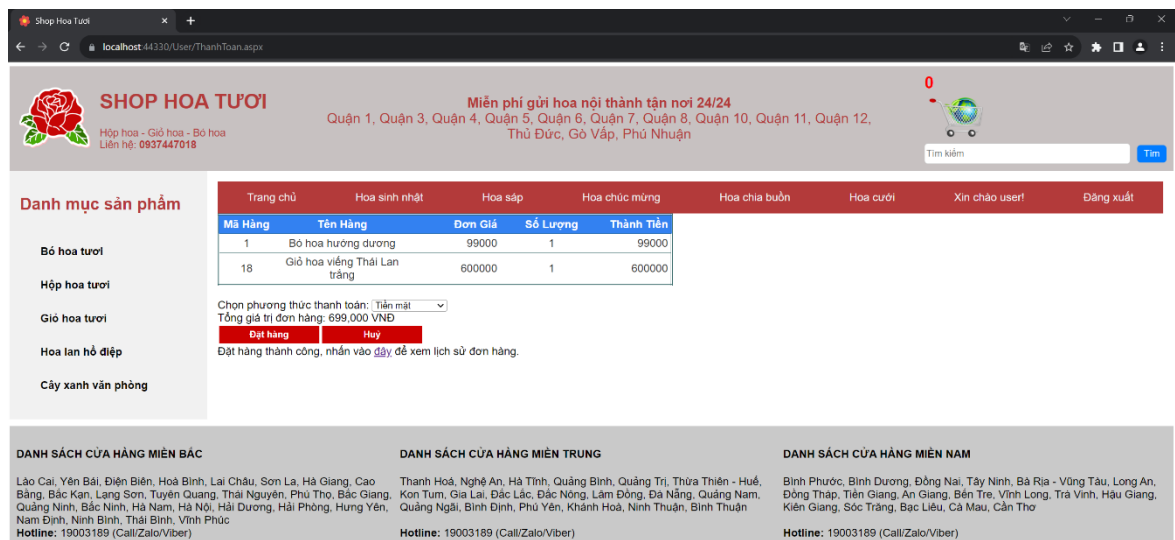 Shop Hoa Tươi
localhost:44330/User/ThanhToan.aspx
SHOP HOA TƯƠI
Hộp hoa - Giỏ hoa - Bó hoa
Liên hệ: 0937447018
Miễn phí gửi hoa nội thành tận nơi 24/24
Quận 1, Quận 3, Quận 4, Quận 5, Quận 6, Quận 7, Quận 8, Quận 10, Quận 11, Quận 12,
Thủ Đức, Gò Vấp, Phú Nhuận
0
Tìm kiếm
Tìm
Danh mục sản phẩm
Bó hoa tươi
Hộp hoa tươi
Giỏ hoa tươi
Hoa lan hồ điệp
Cây xanh văn phòng
Trang chủ Hoa sinh nhật Hoa sáp Hoa chúc mừng Hoa chia buồn Hoa cưới Xin chào user! Đăng xuất
Mã Hàng Tên Hàng Đơn Giá Số Lượng Thành Tiền
1 Bó hoa hướng dương 99000 1 99000
18 Giỏ hoa viếng Thái Lan trắng 600000 1 600000
Chọn phương thức thanh toán: Tiền mặt
Tổng giá trị đơn hàng: 699,000 VNĐ
Đặt hàng Huỷ
Đặt hàng thành công, nhấn vào đây để xem lịch sử đơn hàng.
DANH SÁCH CỬA HÀNG MIỀN BẮC
Lào Cai, Yên Bái, Điện Biên, Hoà Bình, Lai Châu, Sơn La, Hà Giang, Cao
Bằng, Bắc Kạn, Lạng Sơn, Tuyên Quang, Thái Nguyên, Phú Thọ, Bắc Giang,
Quảng Ninh, Bắc Ninh, Hà Nam, Hà Nội, Hải Dương, Hải Phòng, Hưng Yên,
Nam Định, Ninh Bình, Thái Bình, Vĩnh Phúc
Hotline: 19003189 (Call/Zalo/Viber)
DANH SÁCH CỬA HÀNG MIỀN TRUNG
Thanh Hoá, Nghệ An, Hà Tĩnh, Quảng Bình, Quảng Trị, Thừa Thiên - Huế,
Kon Tum, Gia Lai, Đắc Lắc, Đắc Nông, Lâm Đồng, Đà Nẵng, Quảng Nam,
Quảng Ngãi, Bình Định, Phú Yên, Khánh Hoà, Ninh Thuận, Bình Thuận
Hotline: 19003189 (Call/Zalo/Viber)
DANH SÁCH CỬA HÀNG MIỀN NAM
Bình Phước, Bình Dương, Đồng Nai, Tây Ninh, Bà Rịa - Vũng Tàu, Long An,
Đồng Tháp, Tiền Giang, An Giang, Bến Tre, Vĩnh Long, Trà Vinh, Hậu Giang,
Kiên Giang, Sóc Trăng, Bạc Liêu, Cà Mau, Cần Thơ
Hotline: 19003189 (Call/Zalo/Viber)